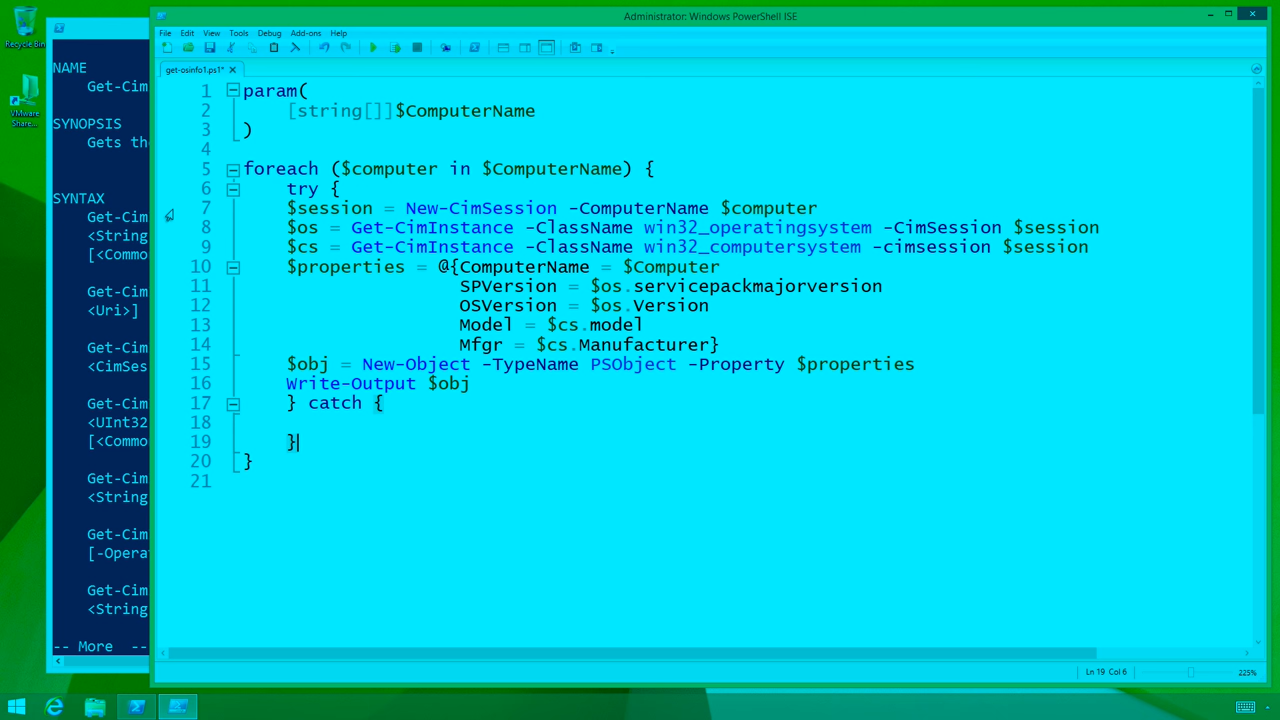 Recycle Bin
VMware
Share...
NAME
Get-Cim
SYNOPSIS
Gets the
SYNTAX
Get-Cim
<String
[<Commo
Get-Cim
<Uri>]
Get-Cim
<CimSes
Get-Cim
<UInt32
[<Commo
Get-Cim
<String
Get-Cim
[-Opera
Get-Cim
<String
-- More --
Administrator: Windows PowerShell ISE
File Edit View Tools Debug Add-ons Help
get-osinfo1.ps1*
1 param(
2 [string[]]$ComputerName
3 )
4
5 foreach ($computer in $ComputerName) {
6 try {
7 $session = New-CimSession -ComputerName $computer
8 $os = Get-CimInstance -ClassName win32_operatingsystem -CimSession $session
9 $cs = Get-CimInstance -ClassName win32_computersystem -cimsession $session
10 $properties = @{ComputerName = $Computer
11 SPVersion = $os.servicepackmajorversion
12 OSVersion = $os.Version
13 Model = $cs.model
14 Mfgr = $cs.Manufacturer}
15 $obj = New-Object -TypeName PSObject -Property $properties
16 Write-Output $obj
17 } catch {
18
19 }
20 }
21
Ln 19 Col 6
225%